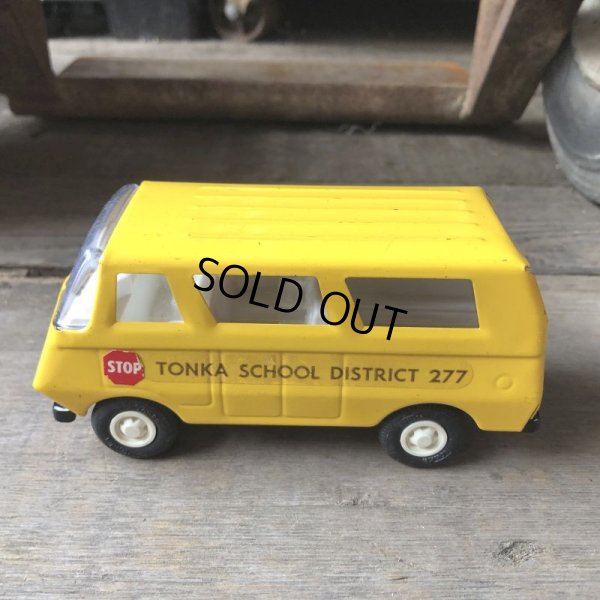 SOLD OUT
STOP TONKA SCHOOL DISTRICT 277